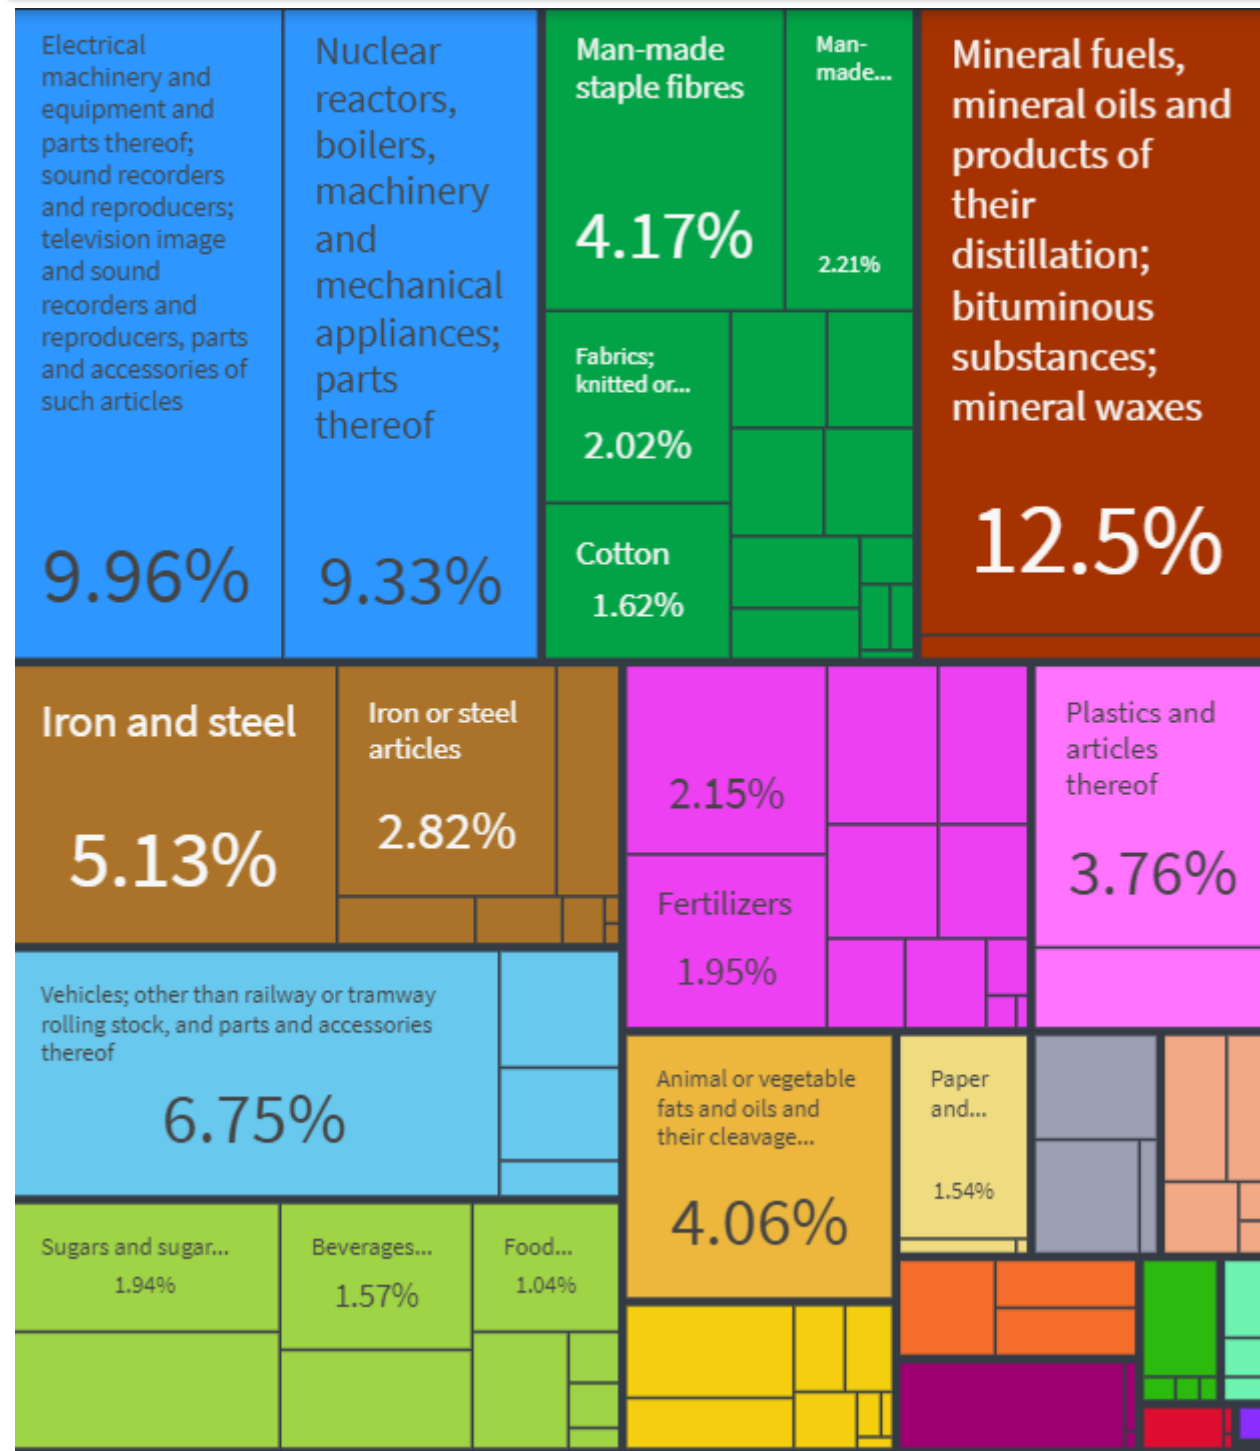 Electrical
machinery and
equipment and
parts thereof;
sound recorders
and reproducers;
television image
and sound
recorders and
reproducers, parts
and accessories of
such articles
9.96%
Nuclear
reactors,
boilers,
machinery
and
mechanical
appliances;
parts
thereof
9.33%
Man-made
staple fibres
4.17%
Man-
made...
2.21%
Fabrics;
knitted or...
2.02%
Cotton
1.62%
Mineral fuels,
mineral oils and
products of
their
distillation;
bituminous
substances;
mineral waxes
12.5%
Iron and steel
5.13%
Iron or steel
articles
2.82%
2.15%
Fertilizers
1.95%
Plastics and
articles
thereof
3.76%
Vehicles; other than railway or tramway
rolling stock, and parts and accessories
thereof
6.75%
Animal or vegetable
fats and oils and
their cleavage...
4.06%
Paper
and...
1.54%
Sugars and sugar...
1.94%
Beverages...
1.57%
Food...
1.04%